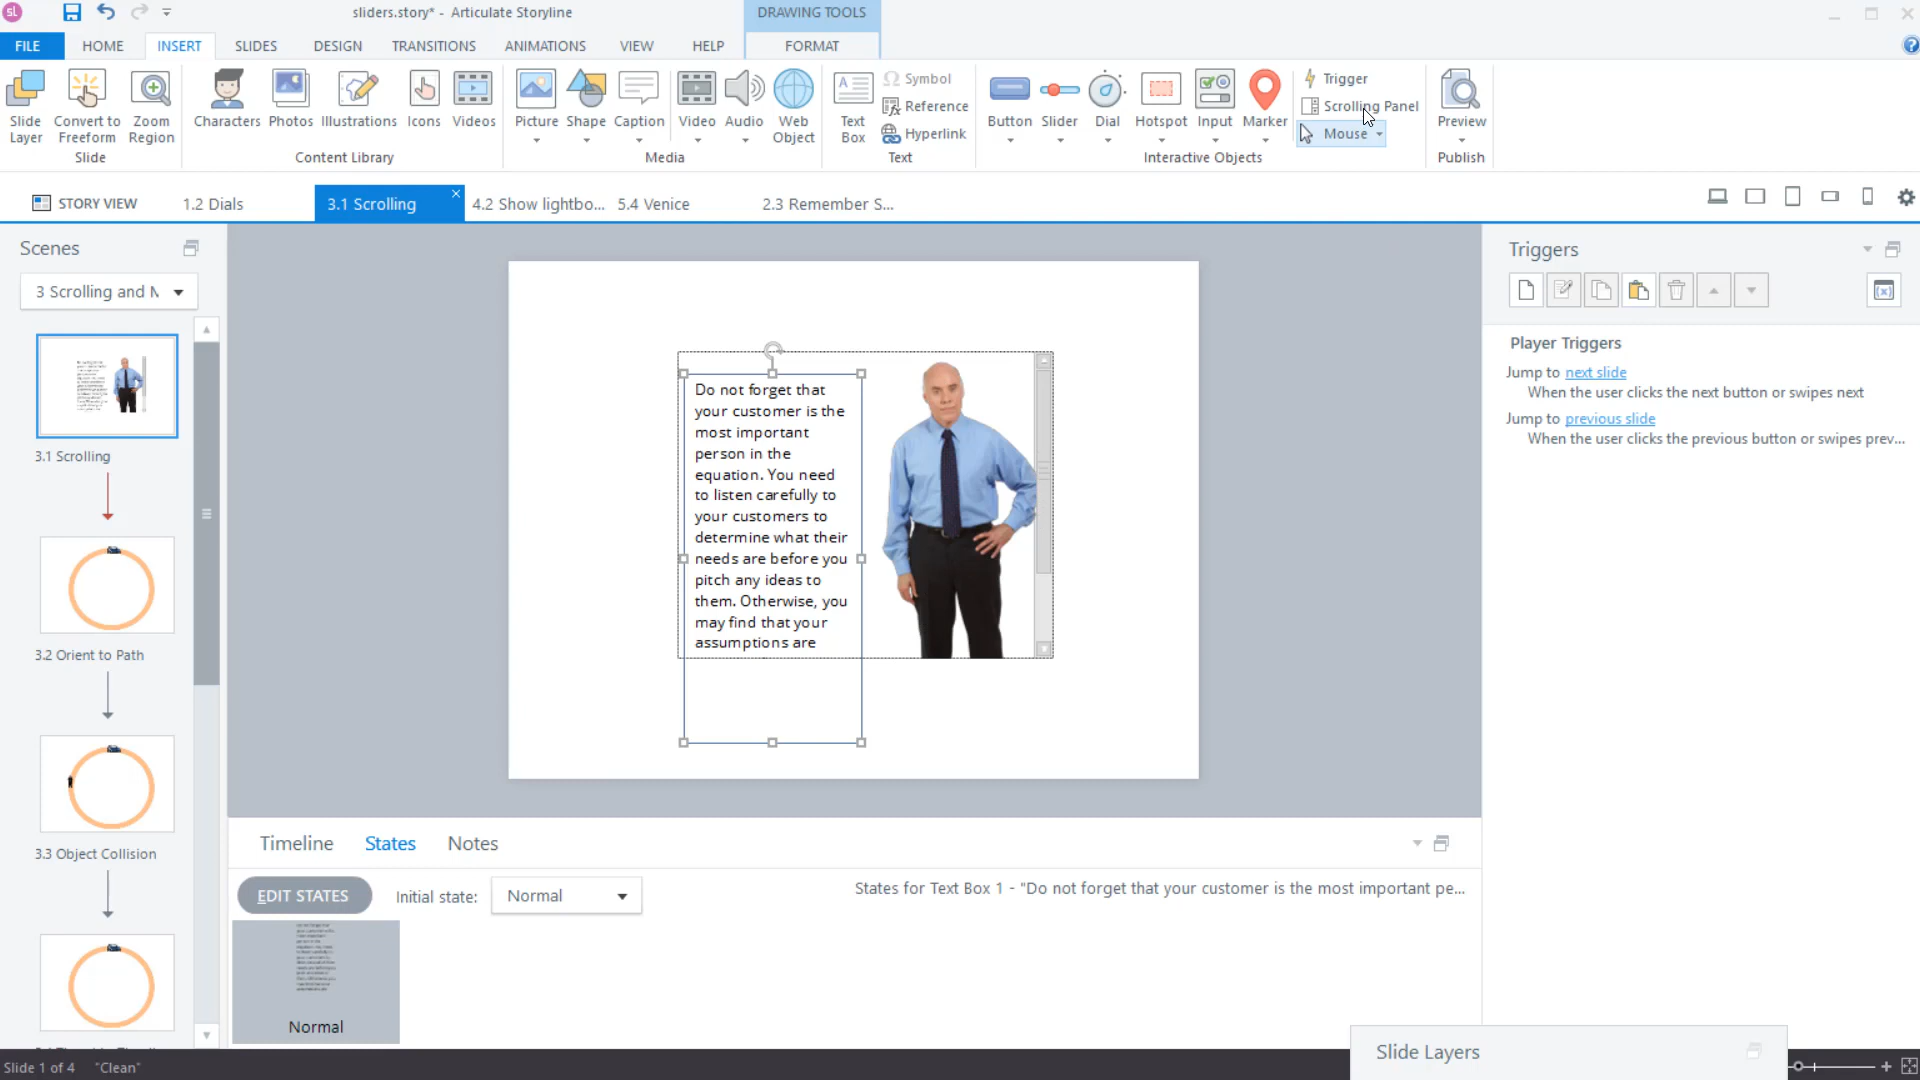 sl
sliders.story* - Articulate Storyline
DRAWING TOOLS
FILE
HOME
INSERT
SLIDES
DESIGN
TRANSITIONS
ANIMATIONS
VIEW
HELP
FORMAT
Slide Layer
Convert to Freeform
Zoom Region
Slide
Characters
Photos
Illustrations
Icons
Videos
Content Library
Picture
Shape
Caption
Video
Audio
Web Object
Media
Text Box
Symbol
Reference
Hyperlink
Text
Button
Slider
Dial
Hotspot
Input
Marker
Trigger
Scrolling Panel
Mouse
Interactive Objects
Preview
Publish
STORY VIEW
1.2 Dials
3.1 Scrolling
4.2 Show lightbo...
5.4 Venice
2.3 Remember S...
Scenes
3 Scrolling and
3.1 Scrolling
3.2 Orient to Path
3.3 Object Collision
Do not forget that
your customer is the
most important
person in the
equation. You need
to listen carefully to
your customers to
determine what their
needs are before you
pitch any ideas to
them. Otherwise, you
may find that your
assumptions are
Triggers
Player Triggers
Jump to next slide
When the user clicks the next button or swipes next
Jump to previous slide
When the user clicks the previous button or swipes prev...
Timeline
States
Notes
EDIT STATES
Initial state:
Normal
States for Text Box 1 - "Do not forget that your customer is the most important pe...
Normal
Slide Layers
Slide 1 of 4
"Clean"